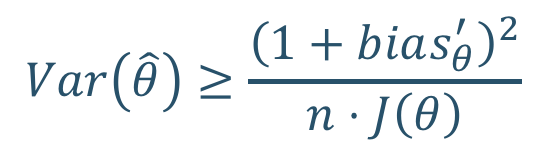 Var(θ̂) ≥ (1 + bias′_θ)² / n · J(θ)